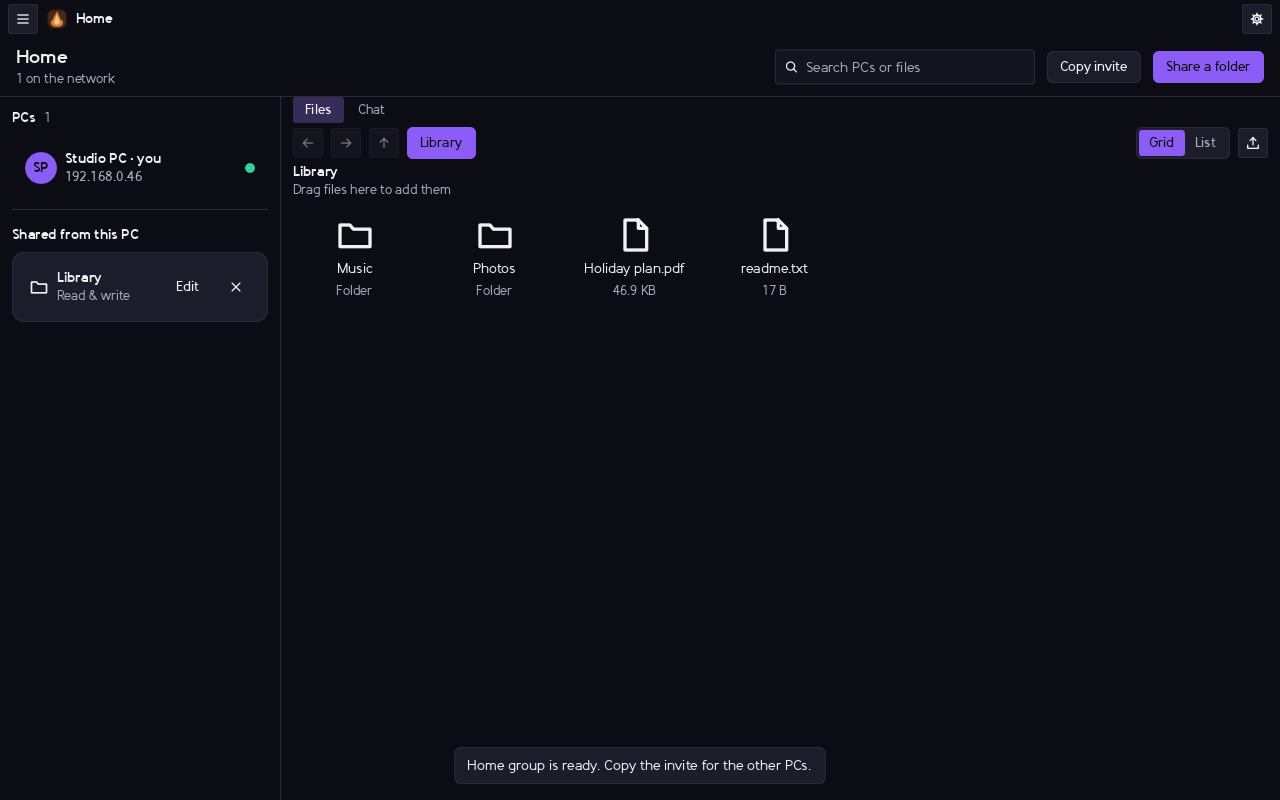 Home
Home
1 on the network
Search PCs or files
Copy invite
Share a folder
PCs 1
SP
Studio PC · you
192.168.0.46
Shared from this PC
Library
Read & write
Edit
Files
Chat
Library
Grid
List
Library
Drag files here to add them
Music
Folder
Photos
Folder
Holiday plan.pdf
46.9 KB
readme.txt
17 B
Home group is ready. Copy the invite for the other PCs.